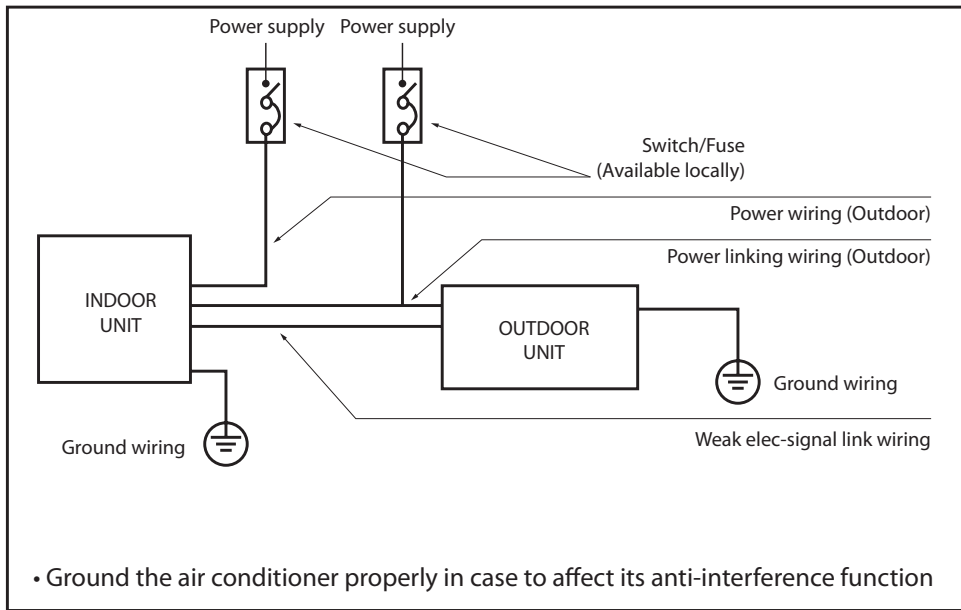 Power supply
Power supply
Switch/Fuse
(Available locally)
Power wiring (Outdoor)
Power linking wiring (Outdoor)
INDOOR
UNIT
OUTDOOR
UNIT
Ground wiring
Ground wiring
Weak elec-signal link wiring
• Ground the air conditioner properly in case to affect its anti-interference function